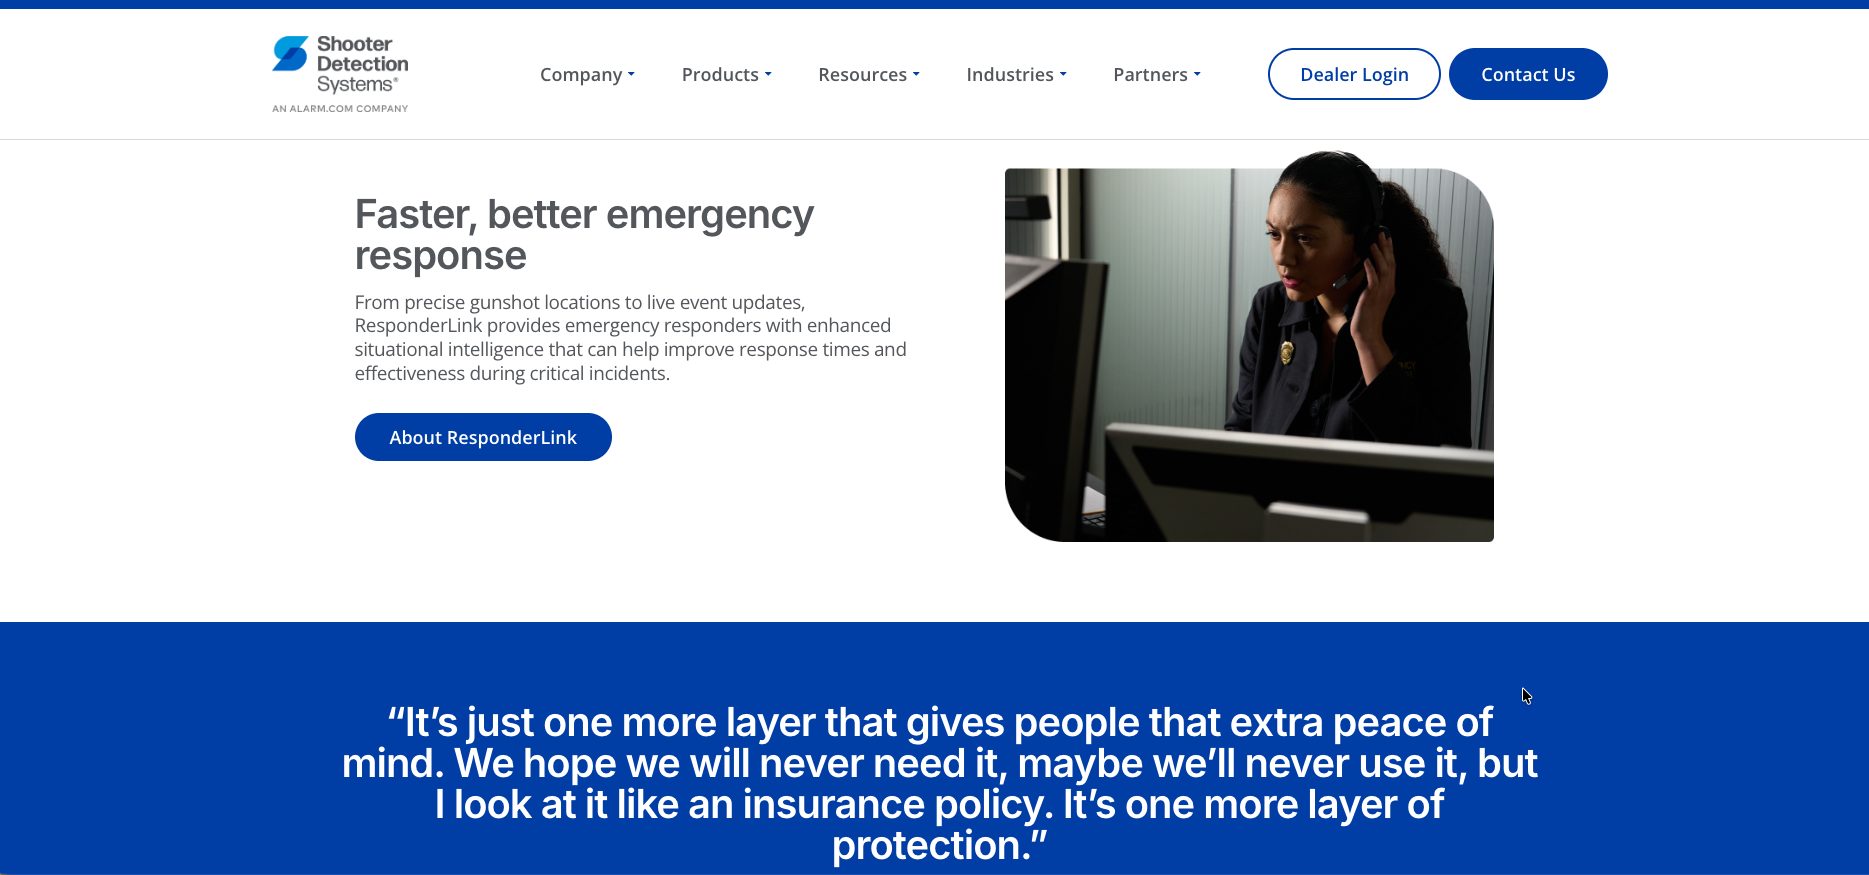 Shooter
Detection
Systems®
AN ALARM.COM COMPANY
Company
Products
Resources
Industries
Partners
Dealer Login
Contact Us
Faster, better emergency
response
From precise gunshot locations to live event updates,
ResponderLink provides emergency responders with enhanced
situational intelligence that can help improve response times and
effectiveness during critical incidents.
About ResponderLink
“It’s just one more layer that gives people that extra peace of
mind. We hope we will never need it, maybe we’ll never use it, but
I look at it like an insurance policy. It’s one more layer of
protection.”